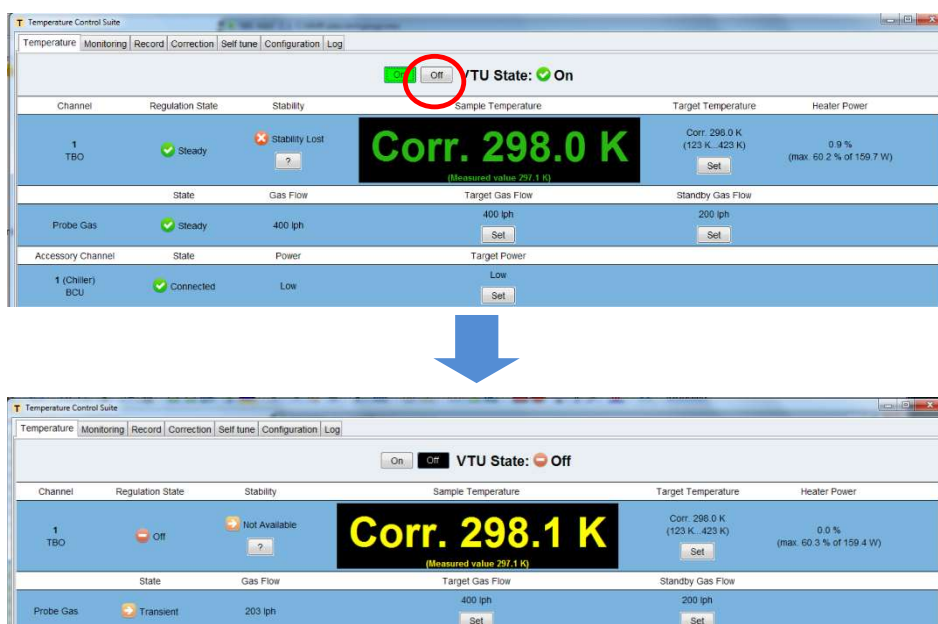 Temperature Control Suite
Temperature Monitoring Record Correction Self tune Configuration Log
On Off VTU State: On
Channel Regulation State Stability Sample Temperature Target Temperature Heater Power
1
TBO
Steady
Stability Lost
?
Corr. 298.0 K
(Measured value 297.1 K)
Corr. 298.0 K
(123 K...423 K)
Set
0.9 %
(max. 60.2 % of 159.7 W)
State Gas Flow Target Gas Flow Standby Gas Flow
Probe Gas Steady 400 lph
400 lph
Set
200 lph
Set
Accessory Channel State Power Target Power
1 (Chiller)
BCU
Connected Low
Low
Set
Temperature Control Suite
Temperature Monitoring Record Correction Self tune Configuration Log
On Off VTU State: Off
Channel Regulation State Stability Sample Temperature Target Temperature Heater Power
1
TBO
Off
Not Available
?
Corr. 298.1 K
(Measured value 297.1 K)
Corr. 298.0 K
(123 K...423 K)
Set
0.0 %
(max. 60.3 % of 159.4 W)
State Gas Flow Target Gas Flow Standby Gas Flow
Probe Gas Transient 203 lph
400 lph
Set
200 lph
Set